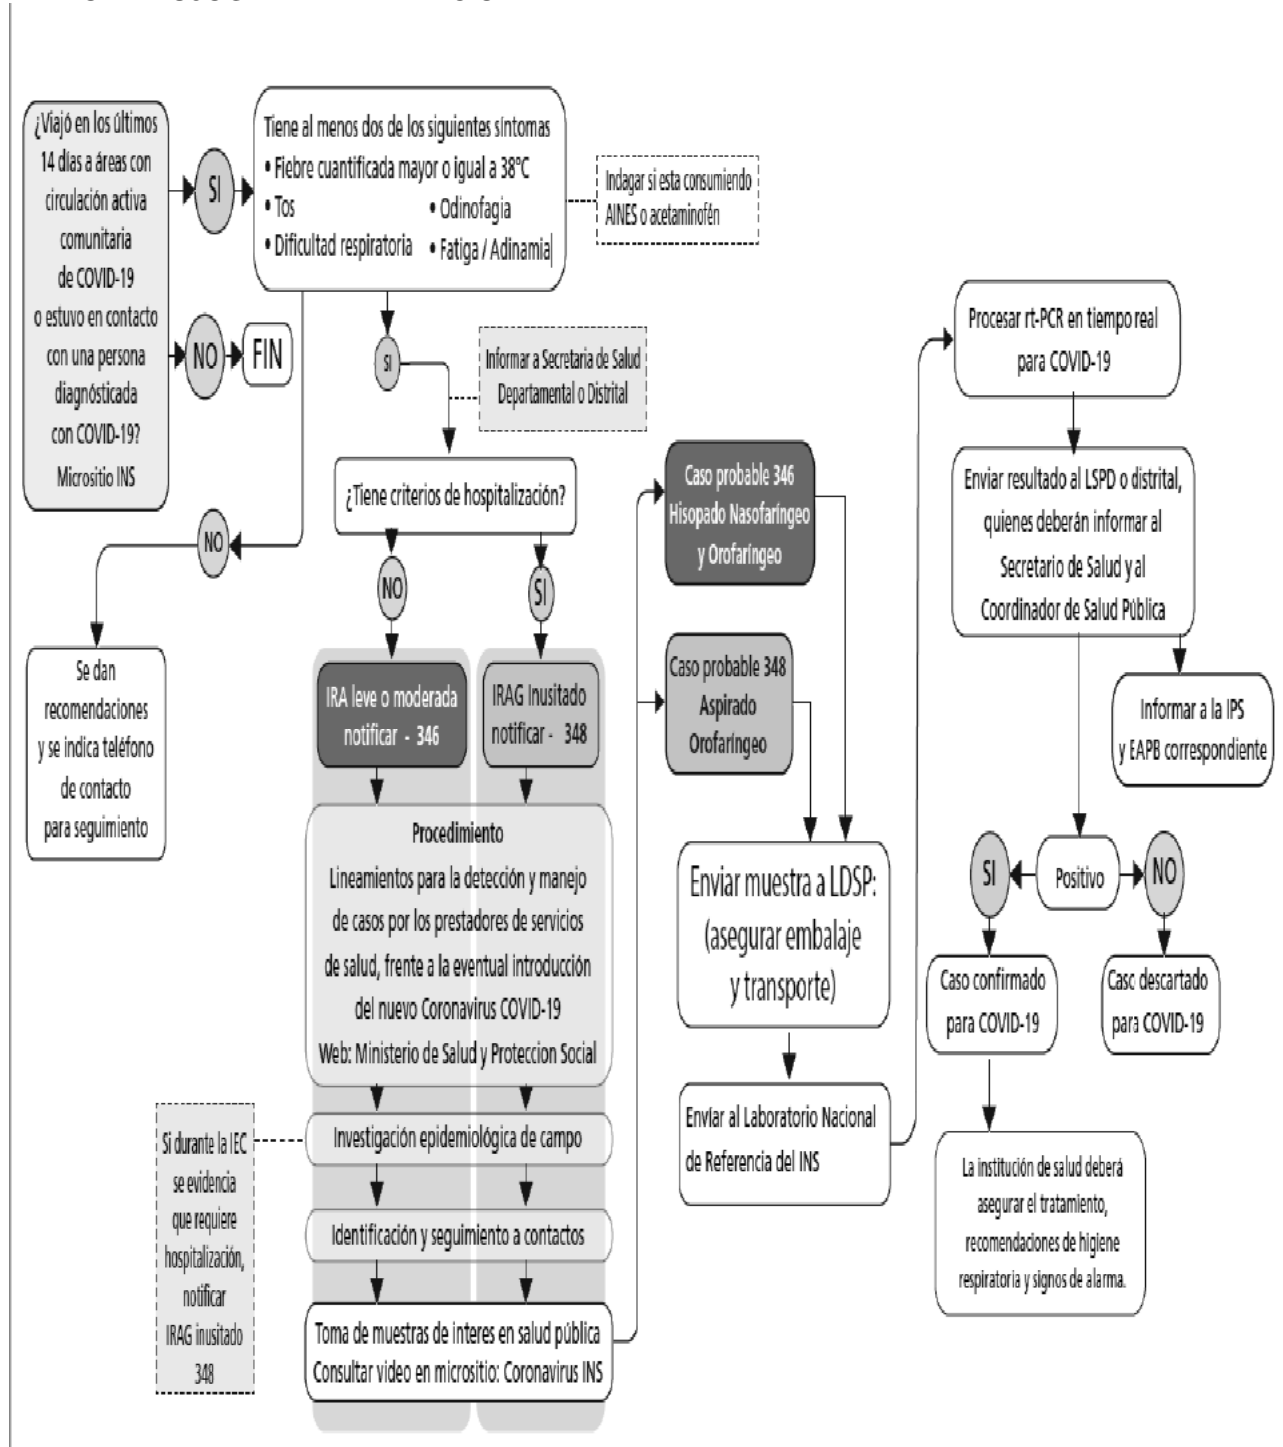 ¿Viajó en los últimos
14 días a áreas con
circulación activa
comunitaria
de COVID-19
o estuvo en contacto
con una persona
diagnósticada
con COVID-19?
Micrositio INS
SI
NO
FIN
Tiene al menos dos de los siguientes síntomas
• Fiebre cuantificada mayor o igual a 38°C
• Tos
• Odinofagia
• Dificultad respiratoria
• Fatiga / Adinamia
Indagar si esta consumiendo
AINES o acetaminofén
SI
Informar a Secretaria de Salud
Departamental o Distrital
¿Tiene criterios de hospitalización?
NO
Se dan
recomendaciones
y se indica teléfono
de contacto
para seguimiento
NO
SI
IRA leve o moderada
notificar - 346
IRAG Inusitado
notificar - 348
Procedimiento
Lineamientos para la detección y manejo
de casos por los prestadores de servicios
de salud, frente a la eventual introducción
del nuevo Coronavirus COVID-19
Web: Ministerio de Salud y Proteccion Social
Investigación epidemiológica de campo
Si durante la IEC
se evidencia
que requiere
hospitalización,
notificar
IRAG inusitado
348
Identificación y seguimiento a contactos
Toma de muestras de interes en salud pública
Consultar video en micrositio: Coronavirus INS
Caso probable 346
Hisopado Nasofaríngeo
y Orofaríngeo
Caso probable 348
Aspirado
Orofaríngeo
Enviar muestra a LDSP:
(asegurar embalaje
y transporte)
Envíar al Laboratorio Nacional
de Referencia del INS
Procesar rt-PCR en tiempo real
para COVID-19
Enviar resultado al LSPD o distrital,
quienes deberán informar al
Secretario de Salud y al
Coordinador de Salud Pública
Informar a la IPS
y EAPB correspondiente
Positivo
SI
NO
Caso confirmado
para COVID-19
Caso descartado
para COVID-19
La institución de salud deberá
asegurar el tratamiento,
recomendaciones de higiene
respiratoria y signos de alarma.